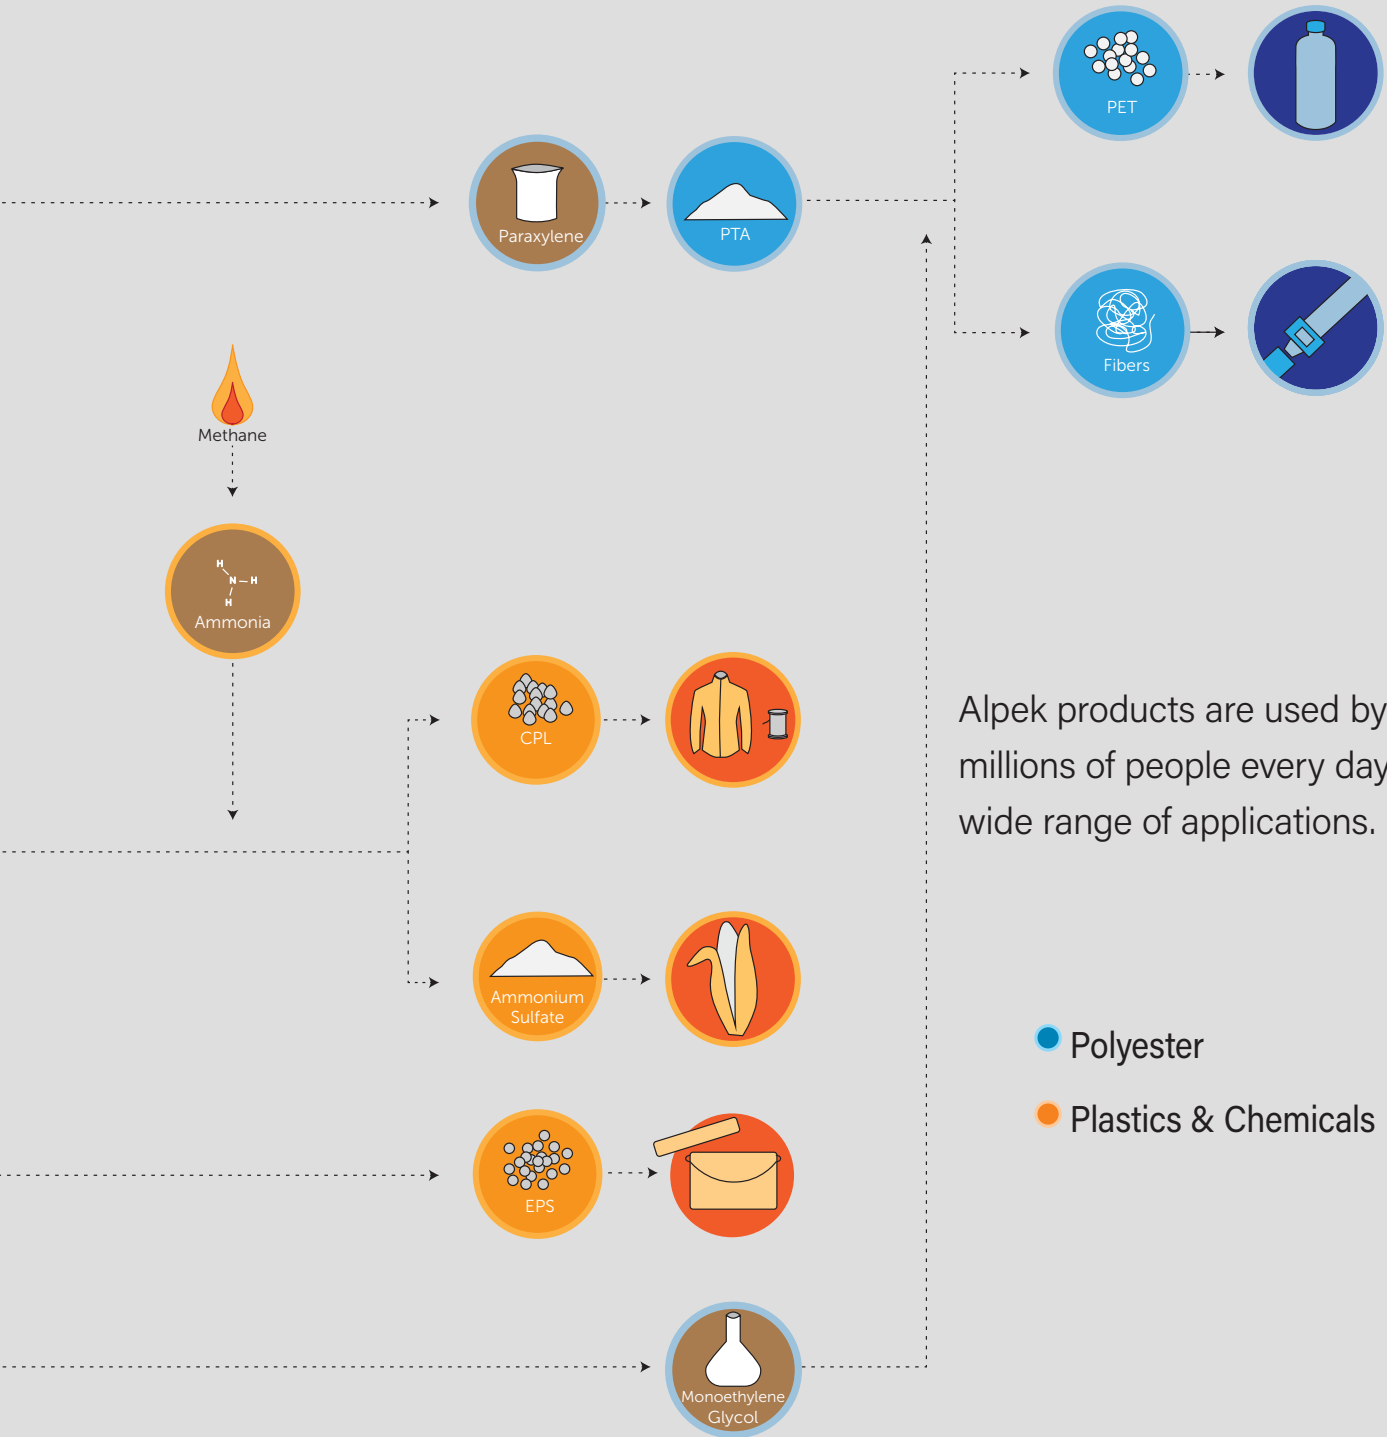 PET
Paraxylene
PTA
Fibers
Methane
H
N
H
H
Ammonia
CPL
Alpek products are used by
millions of people every day
wide range of applications.
Ammonium
Sulfate
Polyester
Plastics & Chemicals
EPS
Monoethylene
Glycol